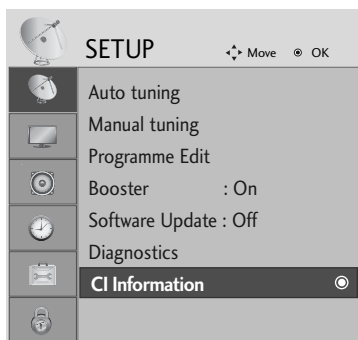 SETUP Move OK
Auto tuning
Manual tuning
Programme Edit
Booster : On
Software Update : Off
Diagnostics
CI Information